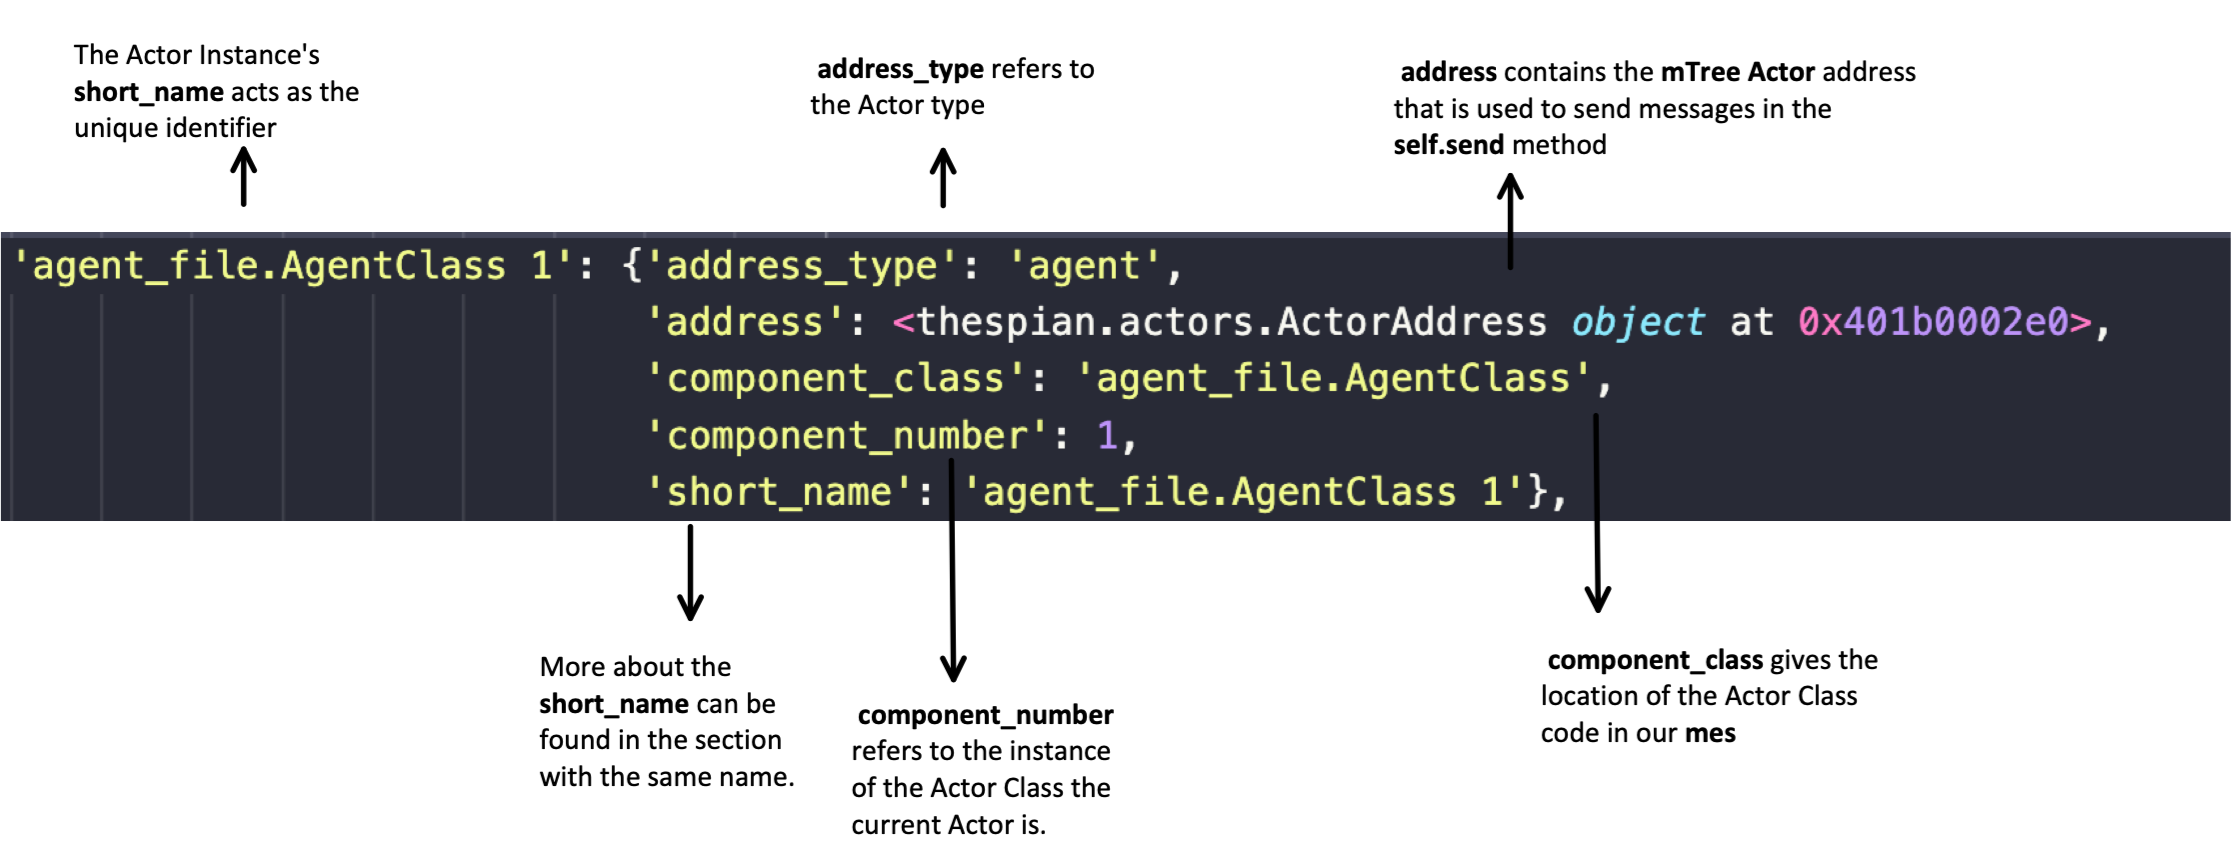 The Actor Instance's
short_name acts as the
unique identifier
address_type refers to
the Actor type
address contains the mTree Actor address
that is used to send messages in the
self.send method
'agent_file.AgentClass 1': {'address_type': 'agent',
'address': <thespian.actors.ActorAddress object at 0x401b0002e0>,
'component_class': 'agent_file.AgentClass',
'component_number': 1,
'short_name': 'agent_file.AgentClass 1'},
More about the
short_name can be
found in the section
with the same name.
component_number
refers to the instance
of the Actor Class the
current Actor is.
component_class gives the
location of the Actor Class
code in our mes